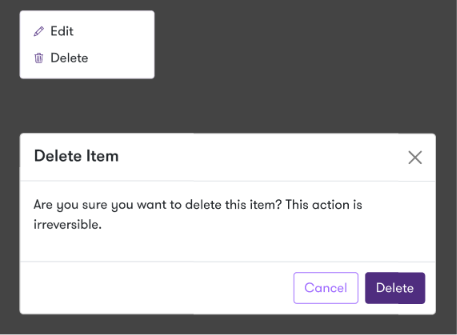 Edit
Delete
Delete Item
Are you sure you want to delete this item? This action is
irreversible.
Cancel
Delete